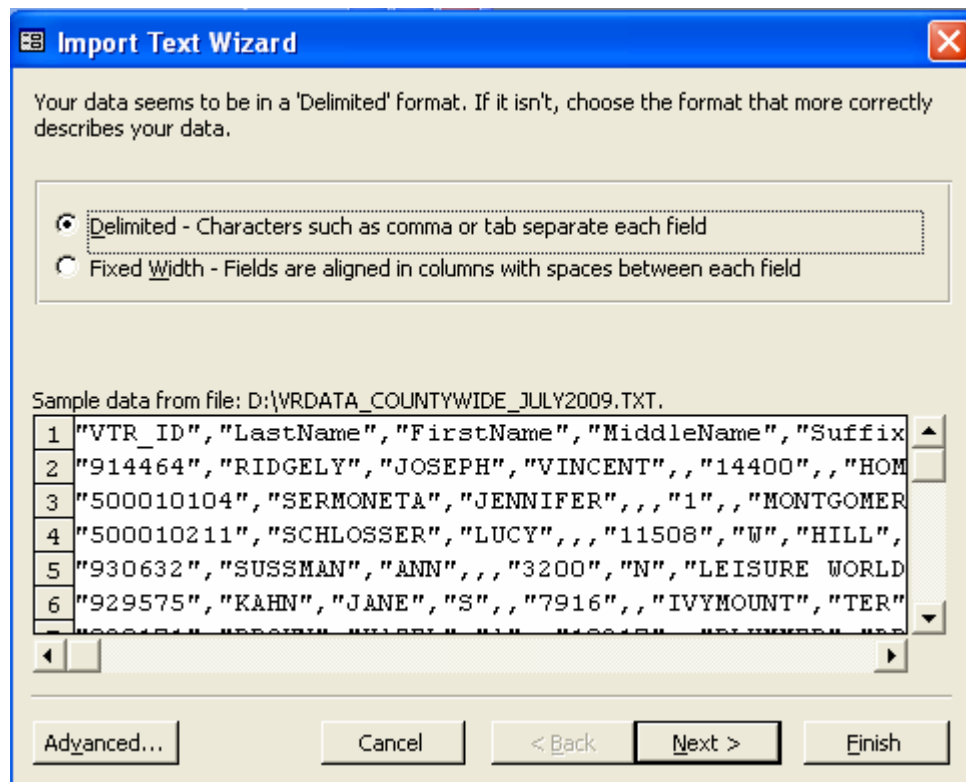 Import Text Wizard
Your data seems to be in a 'Delimited' format. If it isn't, choose the format that more correctly
describes your data.
Delimited - Characters such as comma or tab separate each field
Fixed Width - Fields are aligned in columns with spaces between each field
Sample data from file: D:\VRDATA_COUNTYWIDE_JULY2009.TXT.
1 "VTR_ID","LastName","FirstName","MiddleName","Suffix
2 "914464","RIDGELY","JOSEPH","VINCENT",,"14400",,"HOM
3 "500010104","SERMONETA","JENNIFER",,,"1",,"MONTGOMER
4 "500010211","SCHLOSSER","LUCY",,,"11508","W","HILL",
5 "930632","SUSSMAN","ANN",,,"3200","N","LEISURE WORLD
6 "929575","KAHN","JANE","S",,"7916",,"IVYMOUNT","TER"
Advanced... Cancel < Back Next > Finish